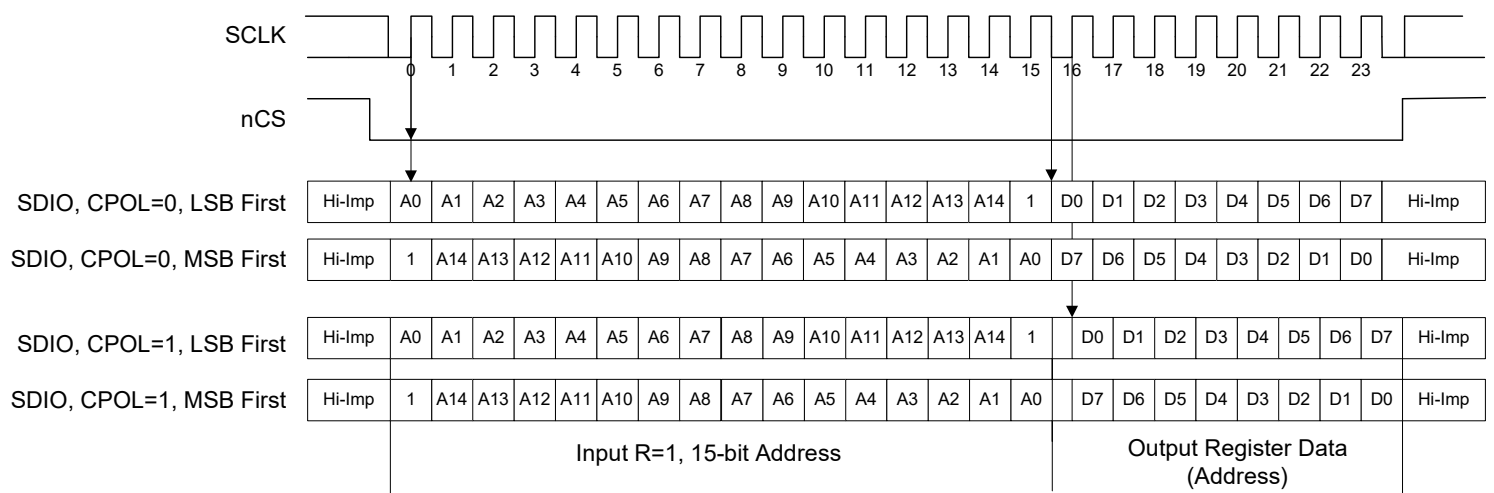 SCLK
0 1 2 3 4 5 6 7 8 9 10 11 12 13 14 15 16 17 18 19 20 21 22 23
nCS
SDIO, CPOL=0, LSB First Hi-Imp A0 A1 A2 A3 A4 A5 A6 A7 A8 A9 A10 A11 A12 A13 A14 1 D0 D1 D2 D3 D4 D5 D6 D7 Hi-Imp
SDIO, CPOL=0, MSB First Hi-Imp 1 A14 A13 A12 A11 A10 A9 A8 A7 A6 A5 A4 A3 A2 A1 A0 D7 D6 D5 D4 D3 D2 D1 D0 Hi-Imp
SDIO, CPOL=1, LSB First Hi-Imp A0 A1 A2 A3 A4 A5 A6 A7 A8 A9 A10 A11 A12 A13 A14 1 D0 D1 D2 D3 D4 D5 D6 D7 Hi-Imp
SDIO, CPOL=1, MSB First Hi-Imp 1 A14 A13 A12 A11 A10 A9 A8 A7 A6 A5 A4 A3 A2 A1 A0 D7 D6 D5 D4 D3 D2 D1 D0 Hi-Imp
Input R=1, 15-bit Address
Output Register Data
(Address)